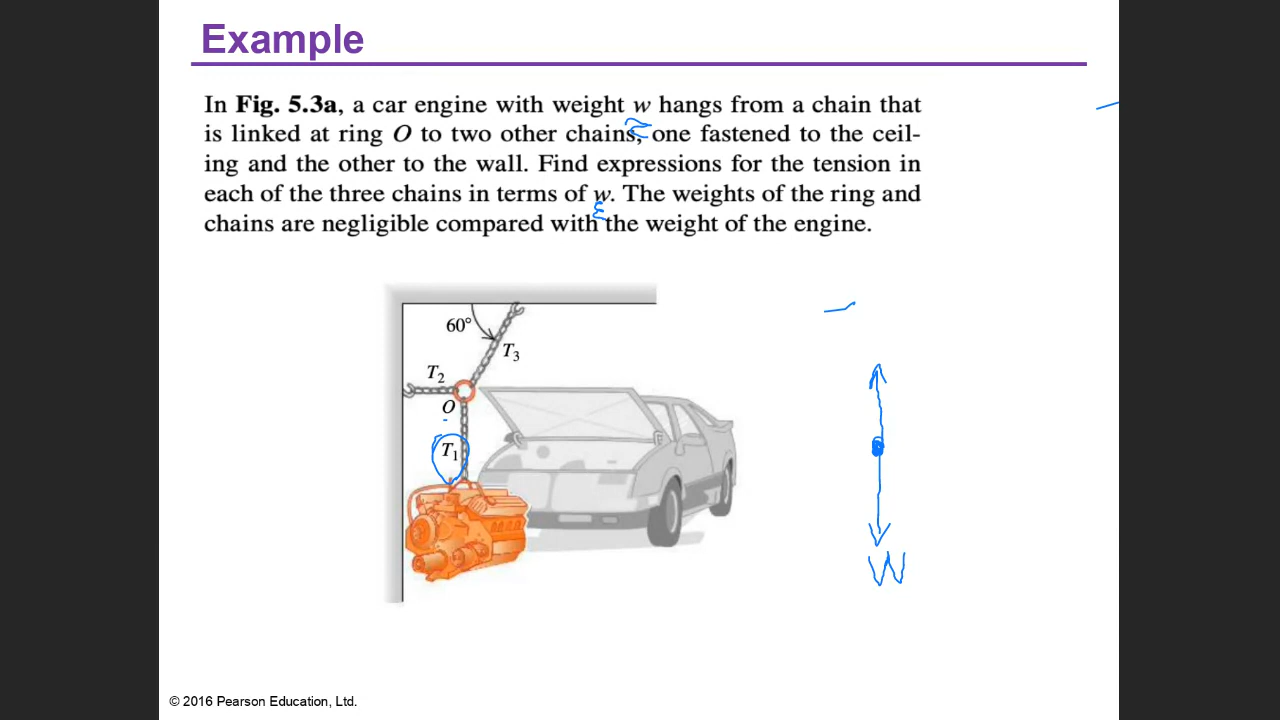 Example
In Fig. 5.3a, a car engine with weight w hangs from a chain that
is linked at ring O to two other chains, one fastened to the ceil-
ing and the other to the wall. Find expressions for the tension in
each of the three chains in terms of w. The weights of the ring and
chains are negligible compared with the weight of the engine.
60°
T3
T2
O
T1
W
© 2016 Pearson Education, Ltd.